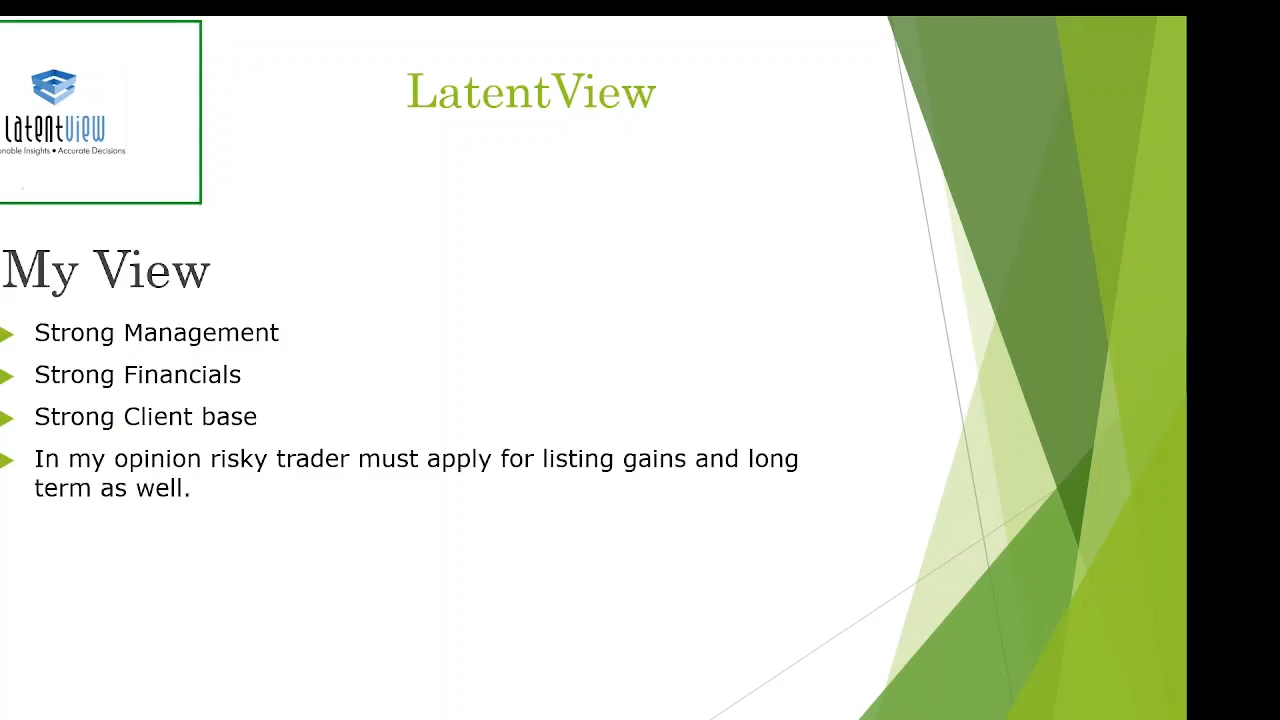 LatentView
latentview
onable Insights • Accurate Decisions
My View
Strong Management
Strong Financials
Strong Client base
In my opinion risky trader must apply for listing gains and long
term as well.